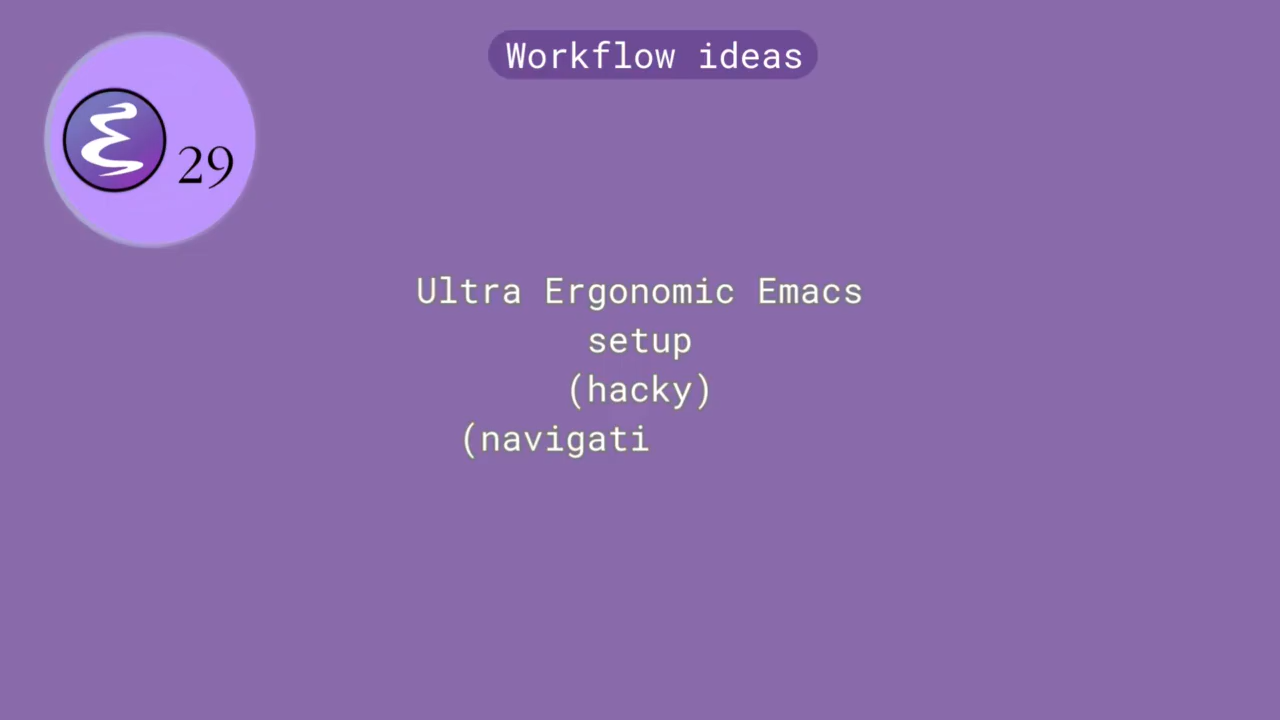 Workflow ideas
29
Ultra Ergonomic Emacs
setup
(hacky)
(navigati